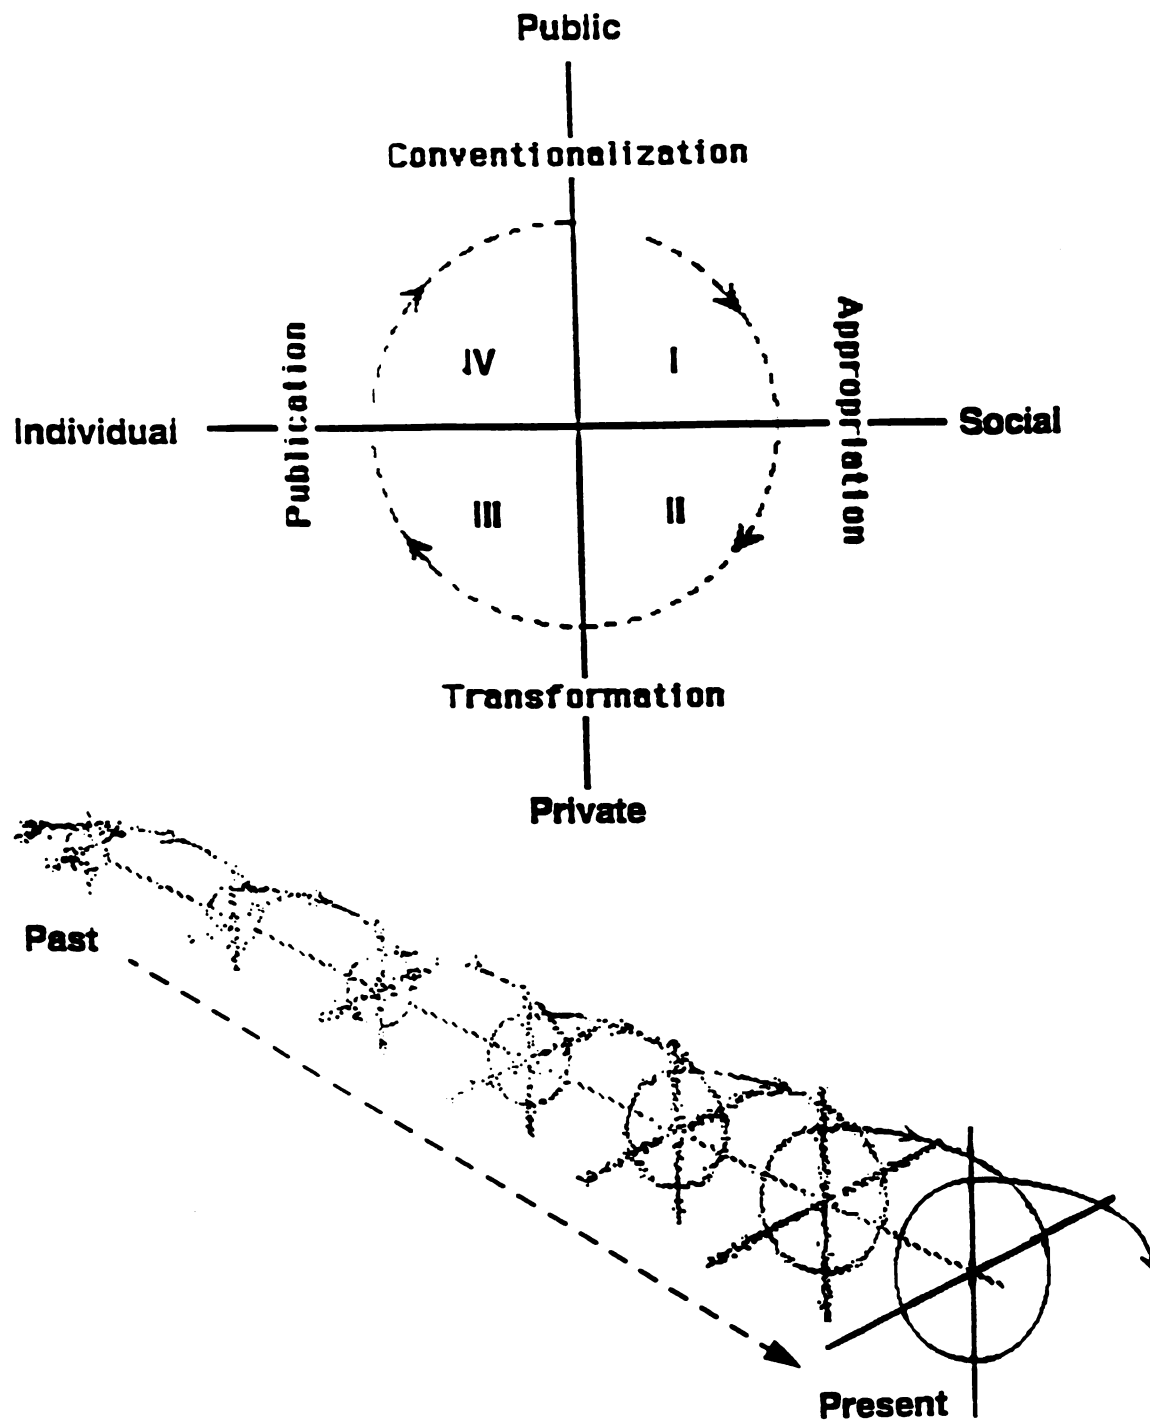 Public
Conventionalization
IV
I
Publication
Appropriation
Individual
Social
III
II
Transformation
Private
Past
Present